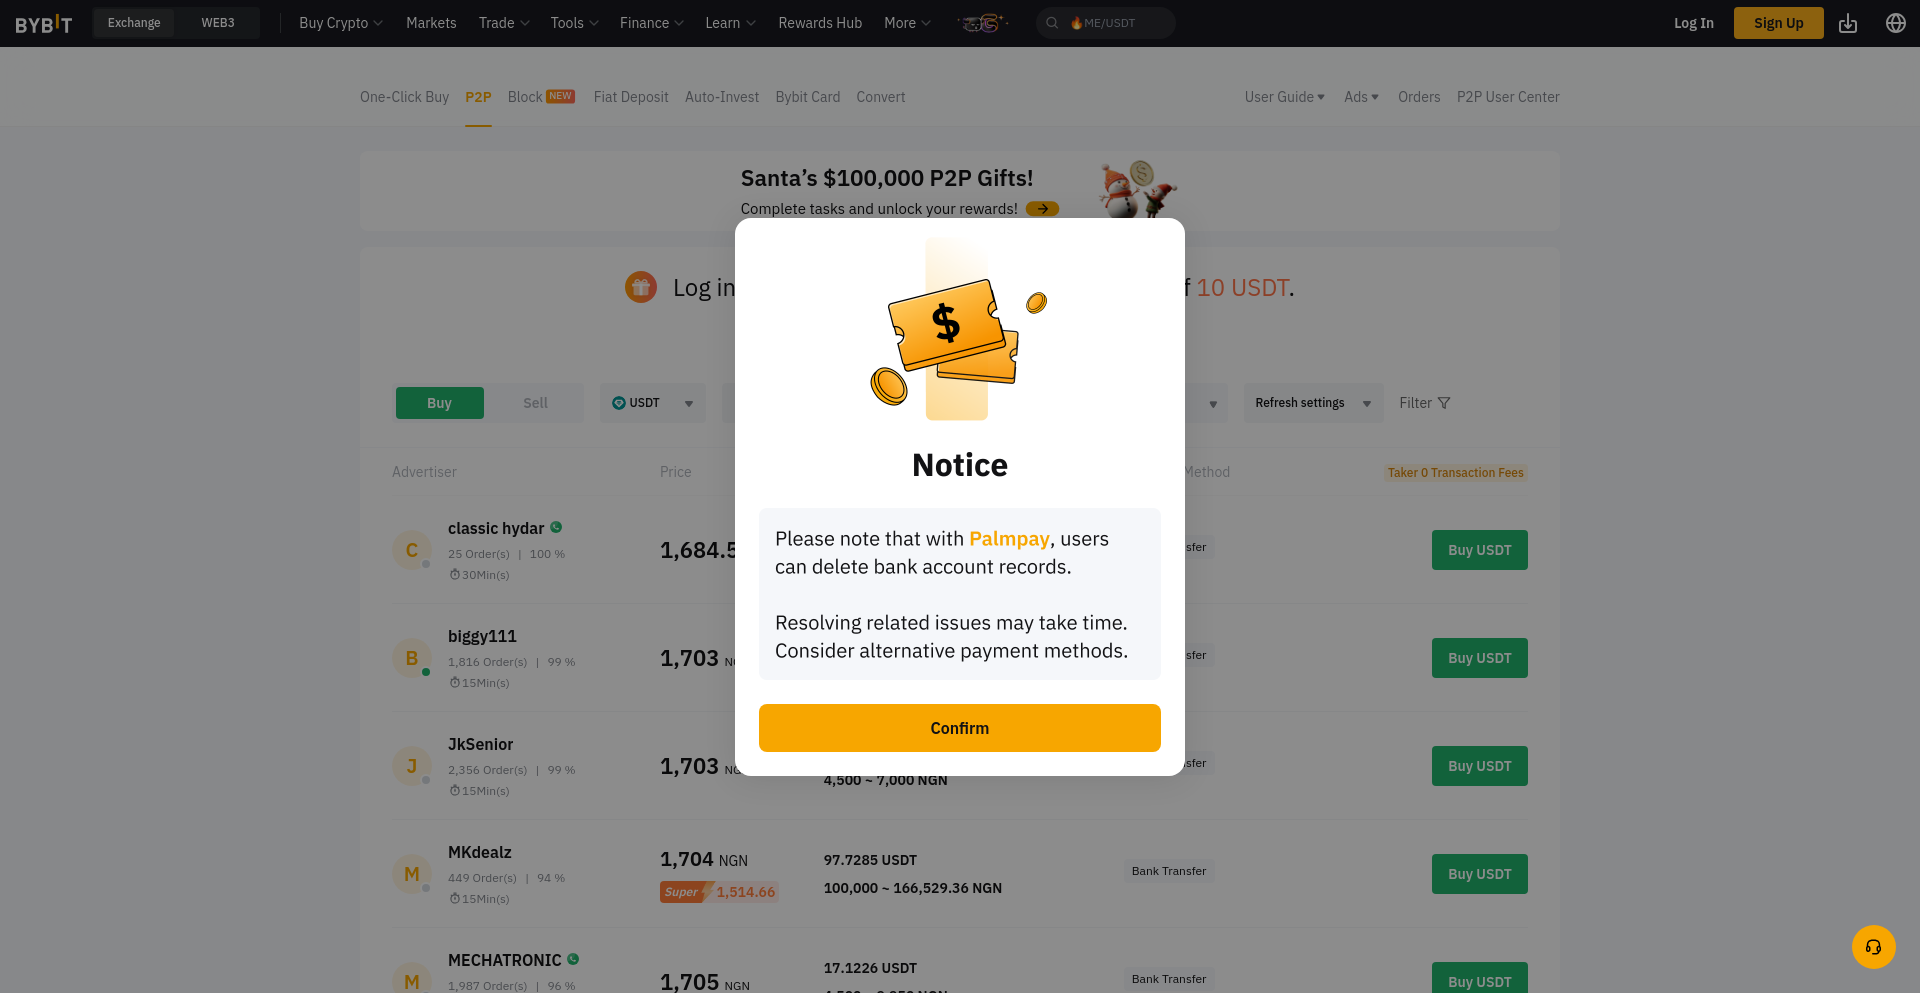 BYBIT Exchange WEB3 Buy Crypto Markets Trade Tools Finance Learn Rewards Hub More ME/USDT Log In Sign Up
One-Click Buy P2P Block NEW Fiat Deposit Auto-Invest Bybit Card Convert User Guide Ads Orders P2P User Center
Santa’s $100,000 P2P Gifts!
Complete tasks and unlock your rewards!
Log in 10 USDT.
Buy Sell USDT Refresh settings Filter
$
Notice
Please note that with Palmpay, users
can delete bank account records.
Resolving related issues may take time.
Consider alternative payment methods.
Confirm
Advertiser Price Method Taker 0 Transaction Fees
classic hydar
25 Order(s) | 100 %
30Min(s)
C
1,684.5
Buy USDT
biggy111
1,816 Order(s) | 99 %
15Min(s)
B
1,703
Buy USDT
JkSenior
2,356 Order(s) | 99 %
15Min(s)
J
1,703
4,500 ~ 7,000 NGN
Buy USDT
MKdealz
449 Order(s) | 94 %
15Min(s)
M
1,704 NGN
Super 1,514.66
97.7285 USDT
100,000 ~ 166,529.36 NGN
Bank Transfer
Buy USDT
MECHATRONIC
1,987 Order(s) | 96 %
M
1,705 NGN
17.1226 USDT
Bank Transfer
Buy USDT